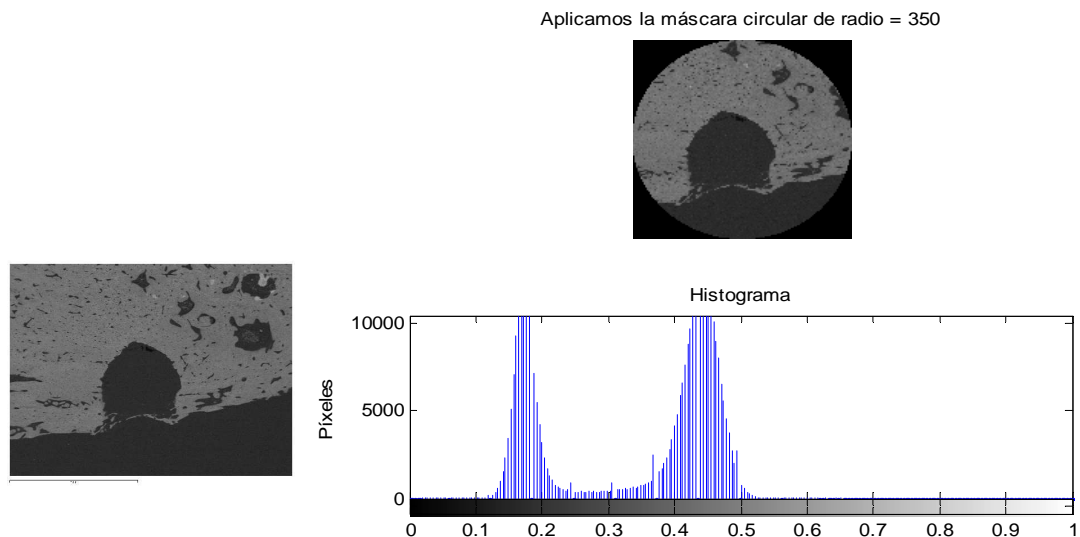 Aplicamos la máscara circular de radio = 350
Histograma
Píxeles
10000
5000
0
0 0.1 0.2 0.3 0.4 0.5 0.6 0.7 0.8 0.9 1